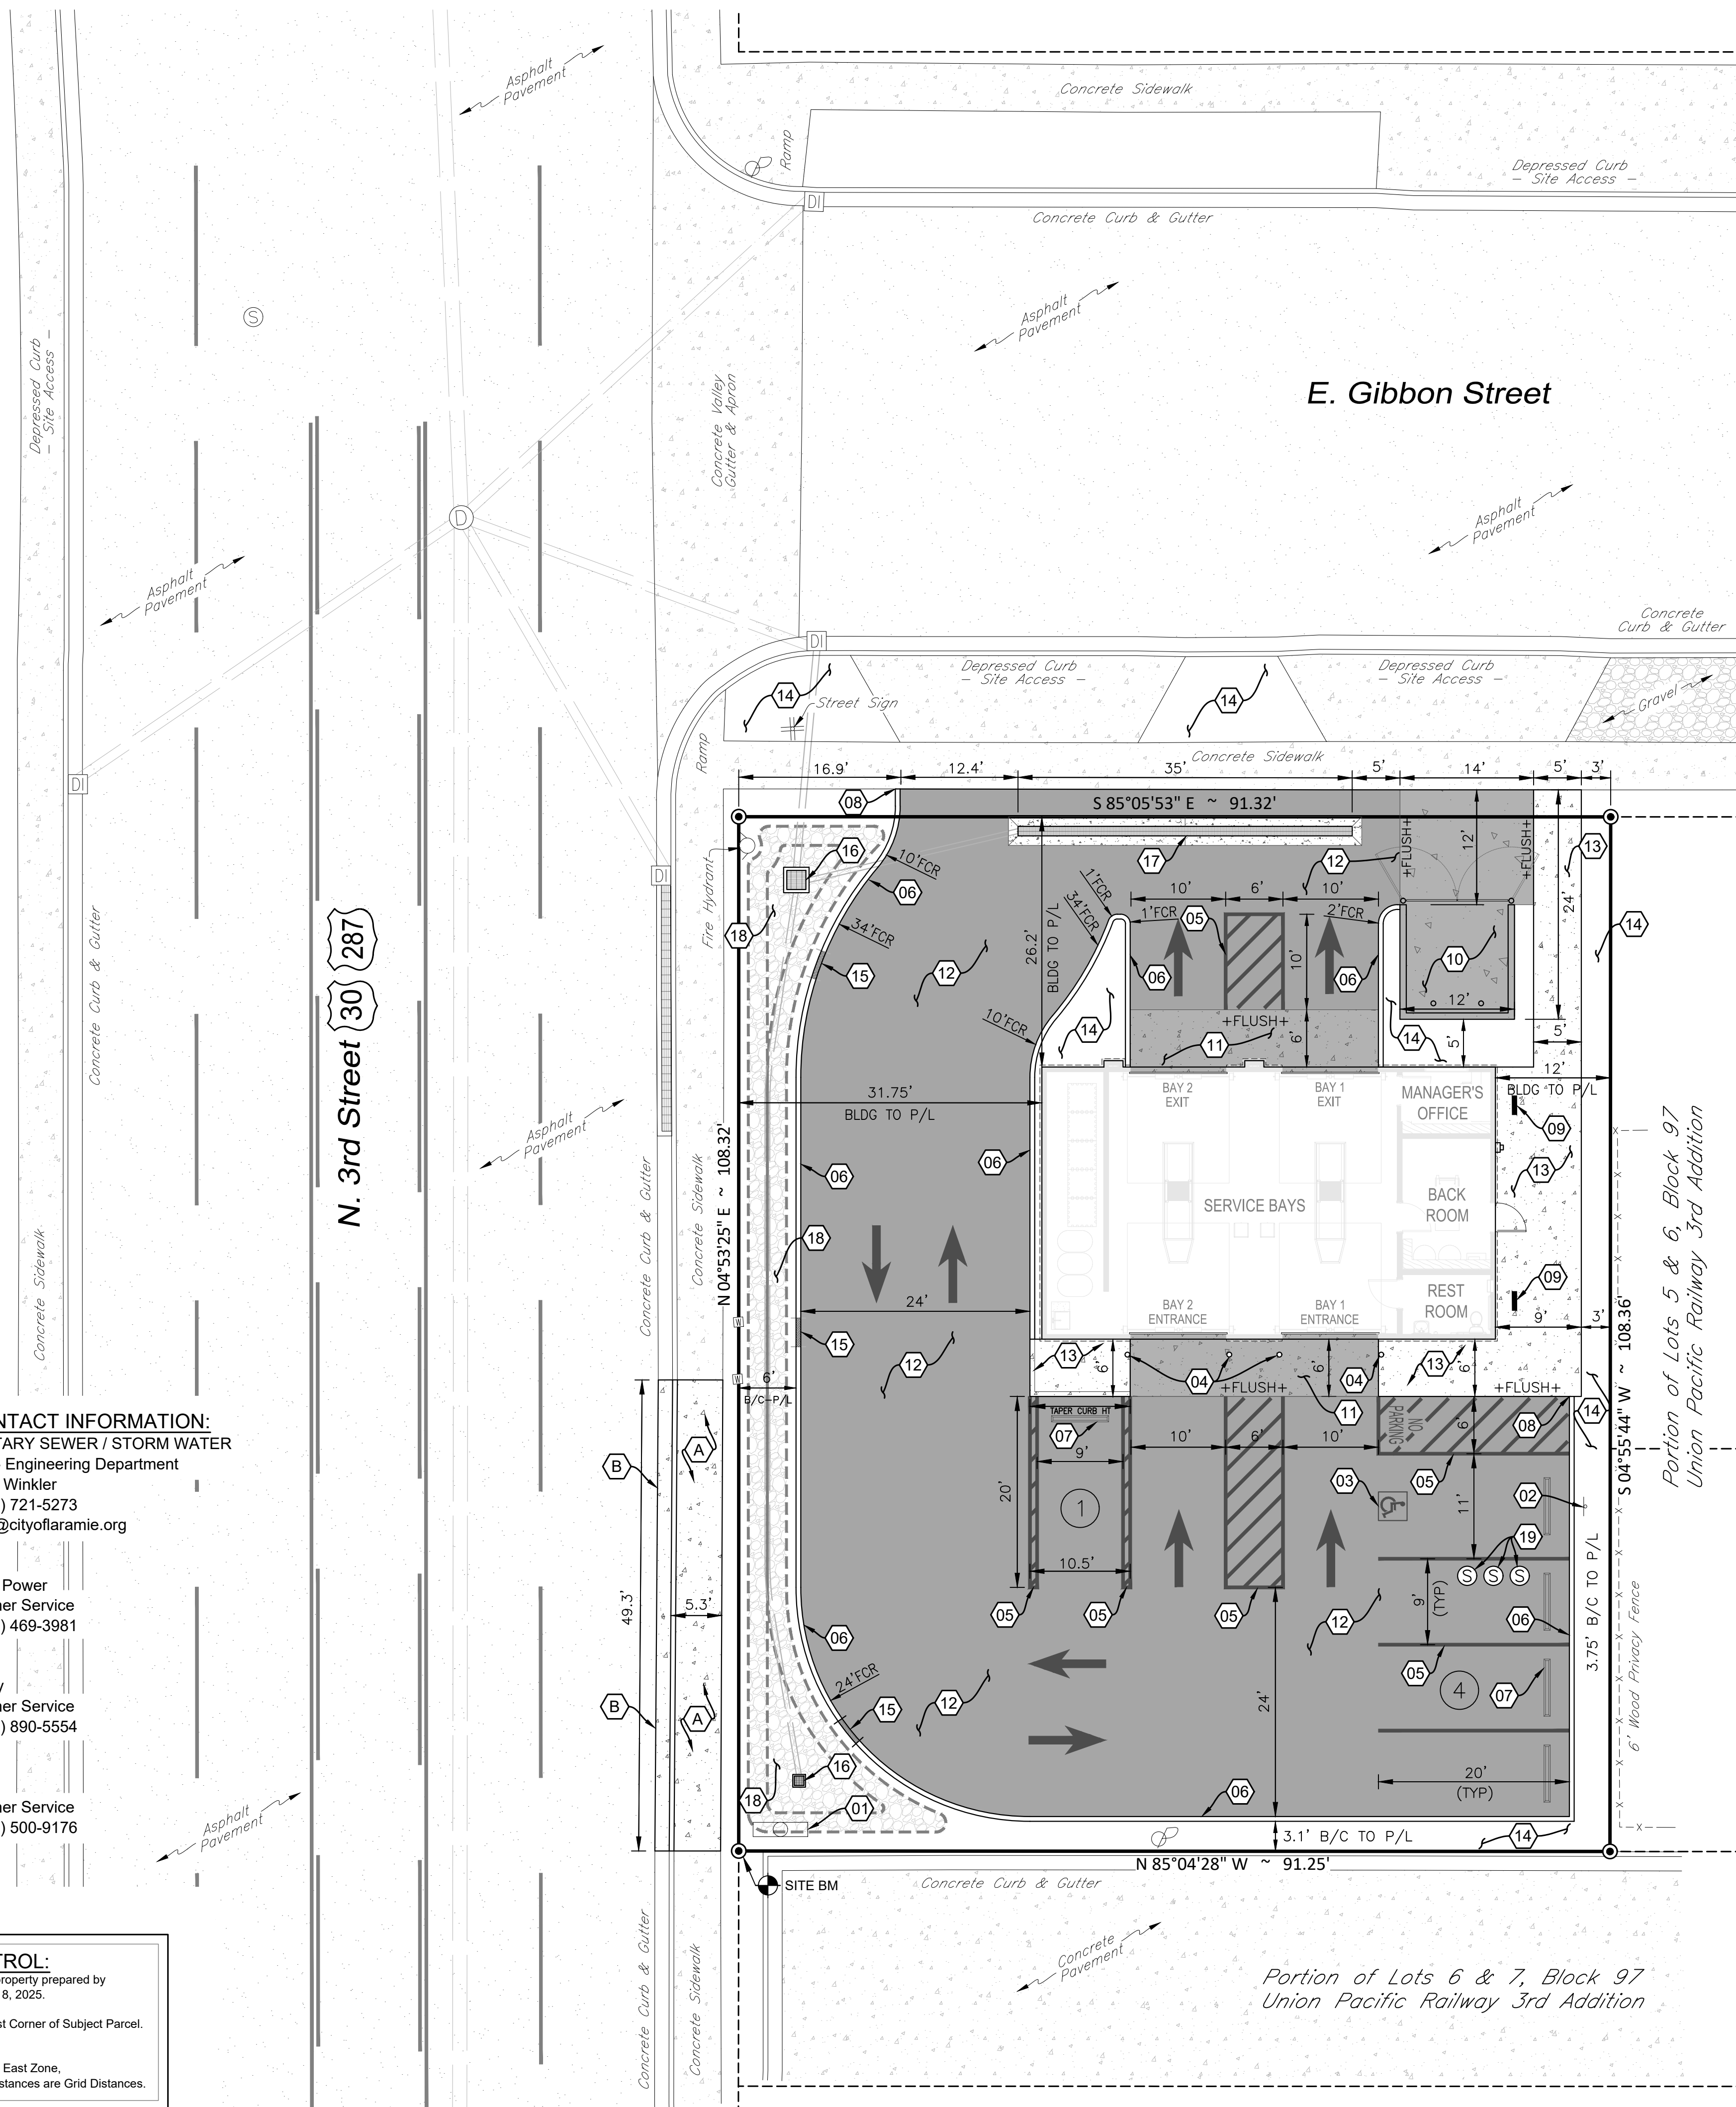 Asphalt
Pavement
Concrete Sidewalk
Ramp
DI
Depressed Curb
- Site Access -
Concrete Curb & Gutter
Depressed Curb
- Site Access -
S
Asphalt
Pavement
Concrete Valley
Gutter & Apron
E. Gibbon Street
D
Asphalt
Pavement
Asphalt
Pavement
Concrete
Curb & Gutter
DI
Depressed Curb
- Site Access -
Depressed Curb
- Site Access -
14
Street Sign
14
Gravel
Ramp
Concrete Sidewalk
DI
16.9'
12.4'
35'
5'
14'
5'
3'
08
S 85°05'53" E ~ 91.32'
DI
Fire Hydrant
16
10'FCR
06
17
12
+FLUSH+
12'
+FLUSH+
13
24'
18
34'FCR
15
12
1'FCR
34'FCR
26.2'
BLDG TO P/L
10'
6'
10'
1'FCR
05
2'FCR
06
10'
06
10
12'
14
10'FCR
14
+FLUSH+
11
6'
14
5'
5'
12'
BLDG TO P/L
Concrete Curb & Gutter
N. 3rd Street
30
287
31.75'
BLDG TO P/L
BAY 2
EXIT
BAY 1
EXIT
MANAGER'S
OFFICE
09
Asphalt
Pavement
N 04°53'25" E ~ 108.32'
Concrete Curb & Gutter
Concrete Sidewalk
06
06
13
SERVICE BAYS
BACK
ROOM
18
Portion of Lots 5 & 6, Block 97
Union Pacific Railway 3rd Addition
Concrete Sidewalk
24'
BAY 2
ENTRANCE
BAY 1
ENTRANCE
REST
ROOM
09
9'
3'
W
15
12
13
6'
04
6'
04
13
6'
S 04°55'44" W ~ 108.36'
W
6'
B/C-P/L
+FLUSH+
11
+FLUSH+
14
NTACT INFORMATION:
TARY SEWER / STORM WATER
Engineering Department
Winkler
) 721-5273
@cityoflaramie.org
Power
ner Service
) 469-3981
y
ner Service
) 890-5554
ner Service
) 500-9176
B
A
TAPER CURB HT
07
9'
20'
1
10.5'
10'
6'
10'
NO
PARKING
6'
08
05
03
11'
02
19
S
S
S
49.3'
5.3'
05
05
05
12
9'
(TYP)
06
3.75' B/C TO P/L
6' Wood Privacy Fence
06
05
4
07
B
A
24'FCR
15
12
24'
20'
(TYP)
16
18
01
06
3.1' B/C TO P/L
14
Asphalt
Pavement
N 85°04'28" W ~ 91.25'
SITE BM
Concrete Curb & Gutter
Concrete Curb & Gutter
Concrete Sidewalk
Concrete
Pavement
Portion of Lots 6 & 7, Block 97
Union Pacific Railway 3rd Addition
TROL:
property prepared by
8, 2025.
st Corner of Subject Parcel.
East Zone,
stances are Grid Distances.